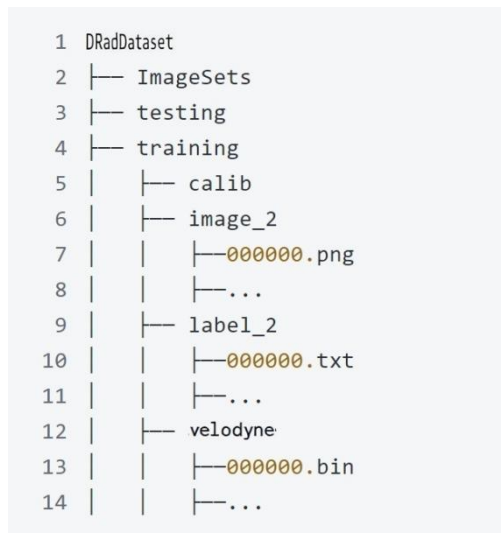 1 DRadDataset
2 ├── ImageSets
3 ├── testing
4 ├── training
5 │   ├── calib
6 │   ├── image_2
7 │   │   ├──000000.png
8 │   │   ├──...
9 │   ├── label_2
10 │   │   ├──000000.txt
11 │   │   ├──...
12 │   ├── velodyne
13 │   │   ├──000000.bin
14 │   │   ├──...